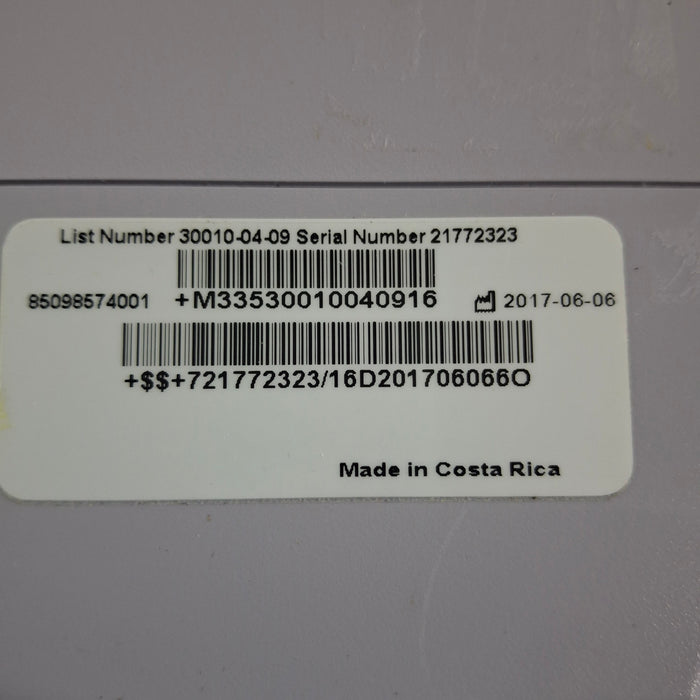 List Number 30010-04-09 Serial Number 21772323
85098574001 +M33530010040916 2017-06-06
+$$+721772323/16D201706066O
Made in Costa Rica